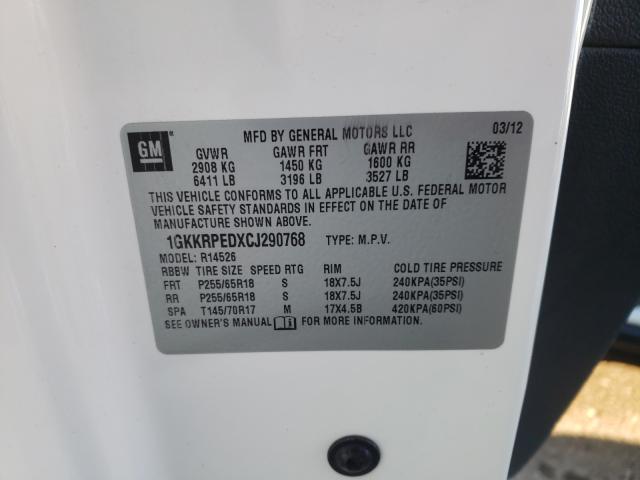 GM
MFD BY GENERAL MOTORS LLC 03/12
GVWR GAWR FRT GAWR RR
2908 KG 1450 KG 1600 KG
6411 LB 3196 LB 3527 LB
THIS VEHICLE CONFORMS TO ALL APPLICABLE U.S. FEDERAL MOTOR
VEHICLE SAFETY STANDARDS IN EFFECT ON THE DATE OF
MANUFACTURE SHOWN ABOVE.
1GKKRPEDXCJ290768 TYPE: M.P.V.
MODEL: R14526
RBBW TIRE SIZE SPEED RTG RIM COLD TIRE PRESSURE
FRT P255/65R18 S 18X7.5J 240KPA(35PSI)
RR P255/65R18 S 18X7.5J 240KPA(35PSI)
SPA T145/70R17 M 17X4.5B 420KPA(60PSI)
SEE OWNER'S MANUAL FOR MORE INFORMATION.